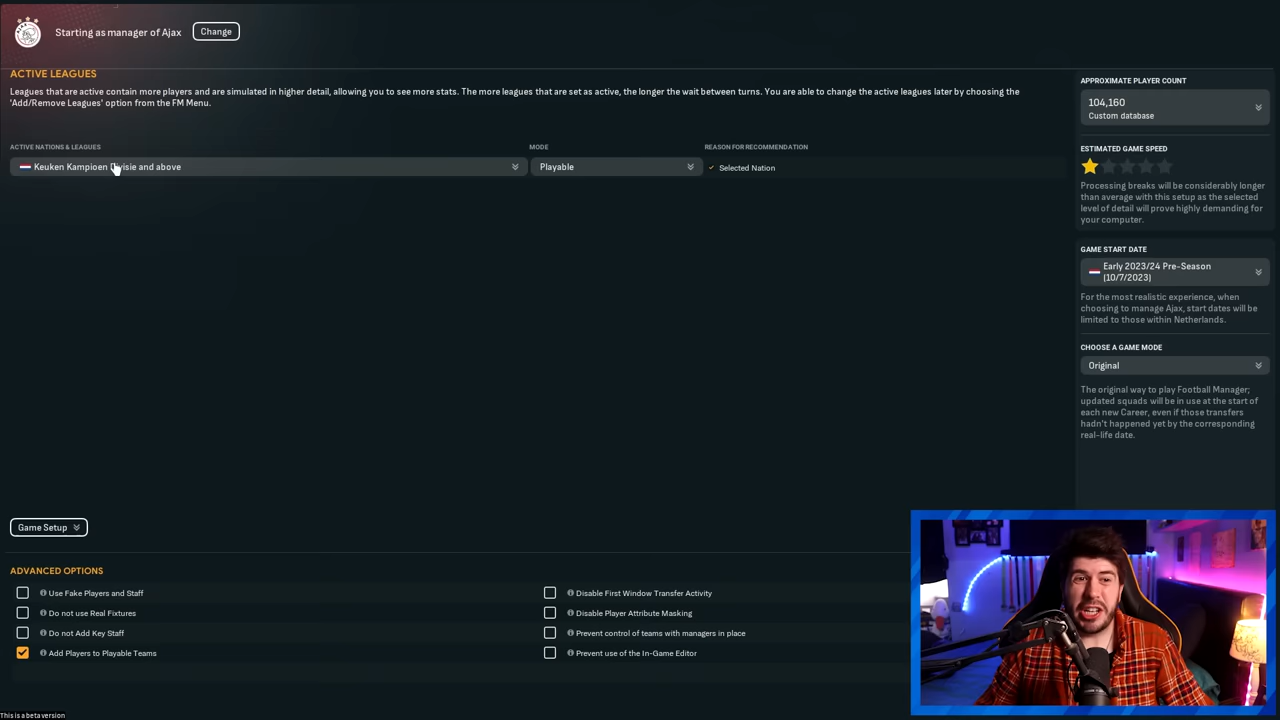 Starting as manager of Ajax
Change
ACTIVE LEAGUES
Leagues that are active contain more players and are simulated in higher detail, allowing you to see more stats. The more leagues that are set as active, the longer the wait between turns. You are able to change the active leagues later by choosing the
'Add/Remove Leagues' option from the FM Menu.
ACTIVE NATIONS & LEAGUES
MODE
REASON FOR RECOMMENDATION
Keuken Kampioen Divisie and above
Playable
Selected Nation
APPROXIMATE PLAYER COUNT
104,160
Custom database
ESTIMATED GAME SPEED
Processing breaks will be considerably longer
than average with this setup as the selected
level of detail will prove highly demanding for
your computer.
GAME START DATE
Early 2023/24 Pre-Season
(10/7/2023)
For the most realistic experience, when
choosing to manage Ajax, start dates will be
limited to those within Netherlands.
CHOOSE A GAME MODE
Original
The original way to play Football Manager;
updated squads will be in use at the start of
each new Career, even if those transfers
hadn't happened yet by the corresponding
real-life date.
Game Setup
ADVANCED OPTIONS
Use Fake Players and Staff
Do not use Real Fixtures
Do not Add Key Staff
Add Players to Playable Teams
Disable First Window Transfer Activity
Disable Player Attribute Masking
Prevent control of teams with managers in place
Prevent use of the In-Game Editor
This is a beta version